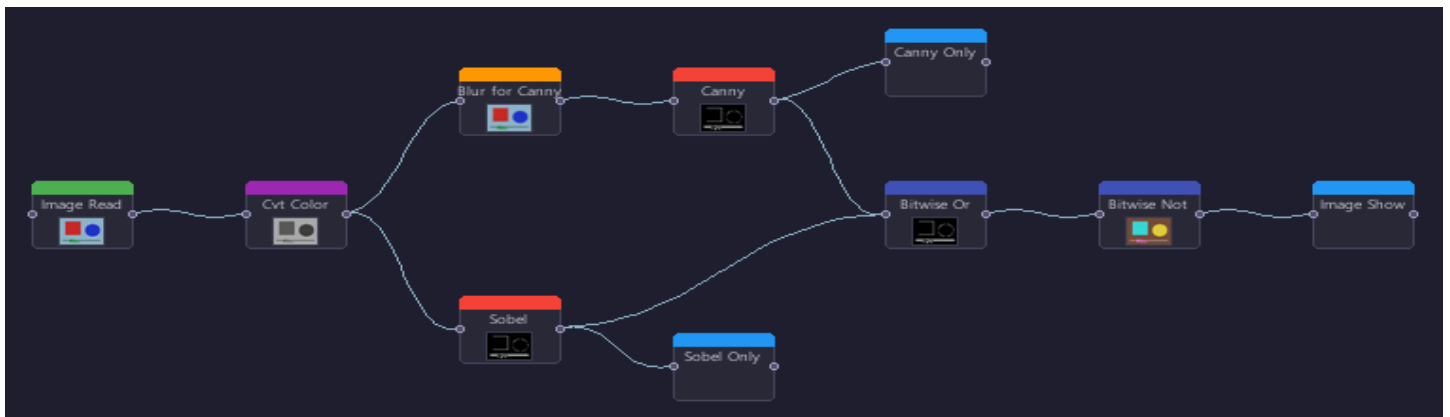 Canny Only
Blur for Canny
Canny
Image Read
Cvt Color
Bitwise Or
Bitwise Not
Image Show
Sobel
Sobel Only